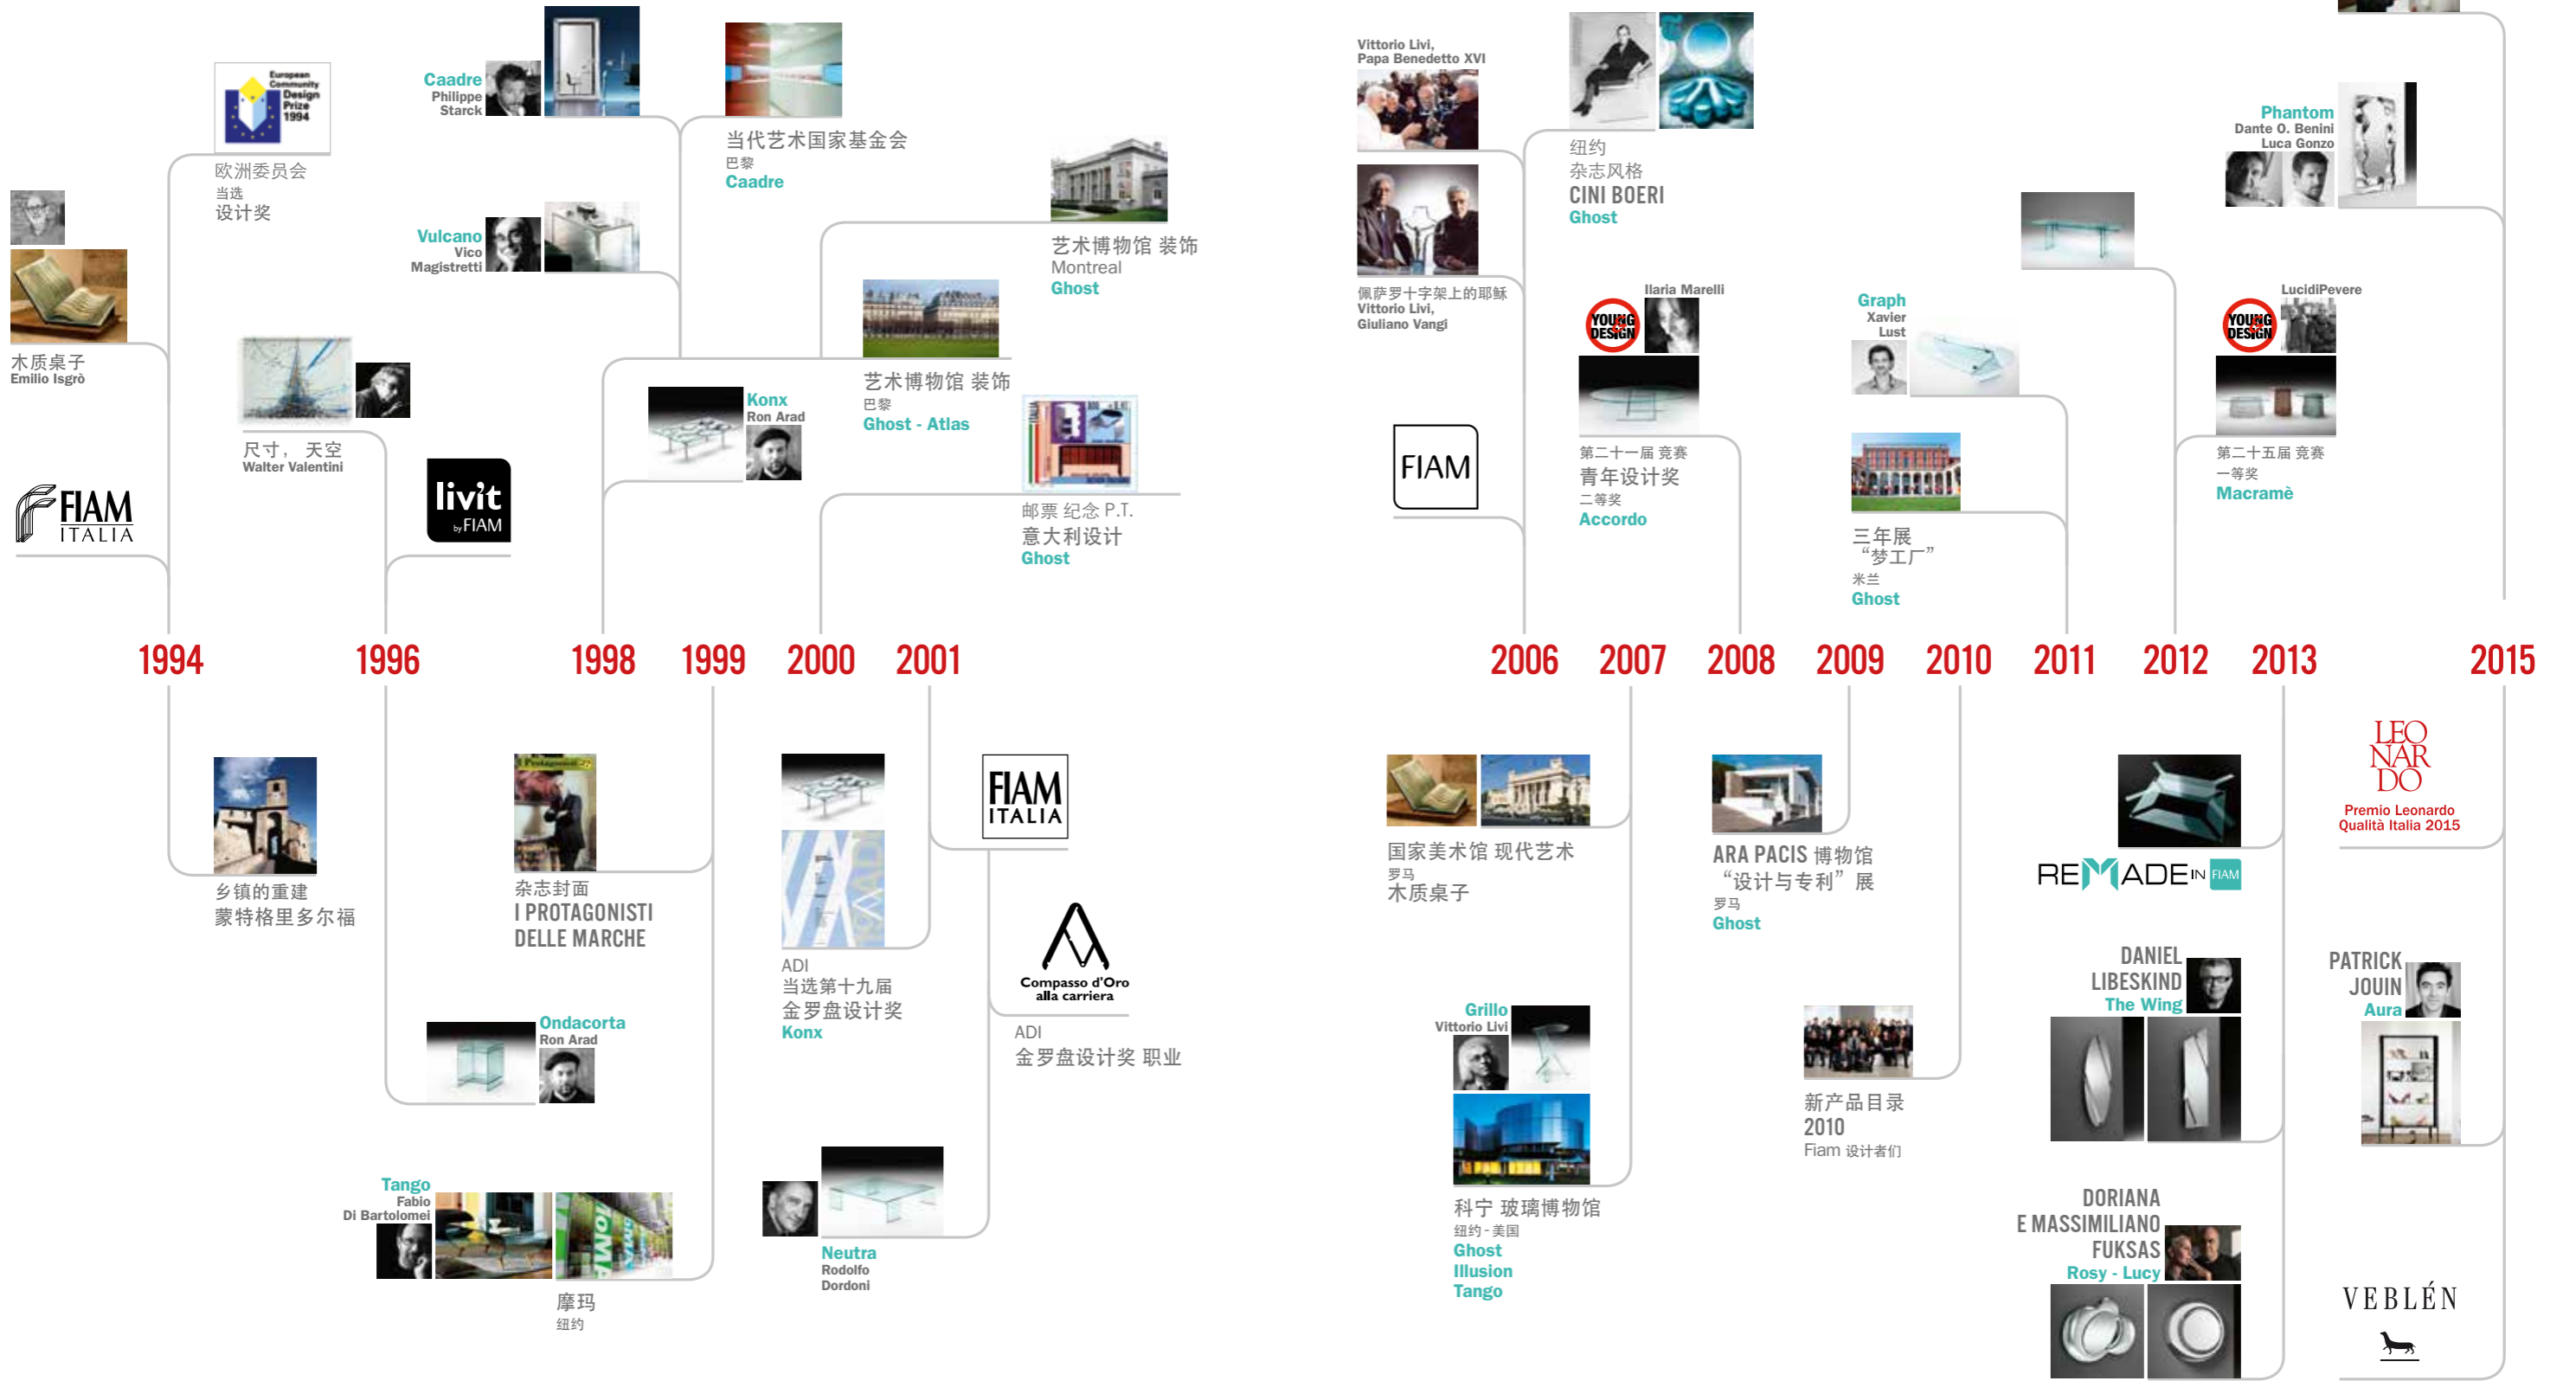 European
Community
Design
Prize
1994
欧洲委员会
当选
设计奖
木质桌子
Emilio Isgrò
尺寸， 天空
Walter Valentini
FIAM
ITALIA
livit
by FIAM
Caadre
Philippe
Starck
Vulcano
Vico
Magistretti
当代艺术国家基金会
巴黎
Caadre
艺术博物馆 装饰
Montreal
Ghost
艺术博物馆 装饰
巴黎
Ghost - Atlas
Konx
Ron Arad
邮票 纪念 P.T.
意大利设计
Ghost
Vittorio Livi,
Papa Benedetto XVI
佩萨罗十字架上的耶稣
Vittorio Livi,
Giuliano Vangi
FIAM
纽约
杂志风格
CINI BOERI
Ghost
Ilaria Marelli
YOUNG
DESIGN
第二十一届 竞赛
青年设计奖
二等奖
Accordo
Graph
Xavier
Lust
三年展
“梦工厂”
米兰
Ghost
Phantom
Dante O. Benini
Luca Gonzo
LucidiPevere
YOUNG
DESIGN
第二十五届 竞赛
一等奖
Macramè
1994
1996
1998
1999
2000
2001
2006
2007
2008
2009
2010
2011
2012
2013
2015
乡镇的重建
蒙特格里多尔福
I Protagonisti
杂志封面
I PROTAGONISTI
DELLE MARCHE
Ondacorta
Ron Arad
Tango
Fabio
Di Bartolomei
摩玛
纽约
ADI
当选第十九届
金罗盘设计奖
Konx
FIAM
ITALIA
Compasso d'Oro
alla carriera
ADI
金罗盘设计奖 职业
Neutra
Rodolfo
Dordoni
国家美术馆 现代艺术
罗马
木质桌子
Grillo
Vittorio Livi
科宁 玻璃博物馆
纽约 - 美国
Ghost
Illusion
Tango
ARA PACIS 博物馆
“设计与专利”展
罗马
Ghost
新产品目录
2010
Fiam 设计者们
REMADE IN FIAM
DANIEL
LIBESKIND
The Wing
DORIANA
E MASSIMILIANO
FUKSAS
Rosy - Lucy
LEO
NAR
DO
Premio Leonardo
Qualità Italia 2015
PATRICK
JOUIN
Aura
VEBLÉN